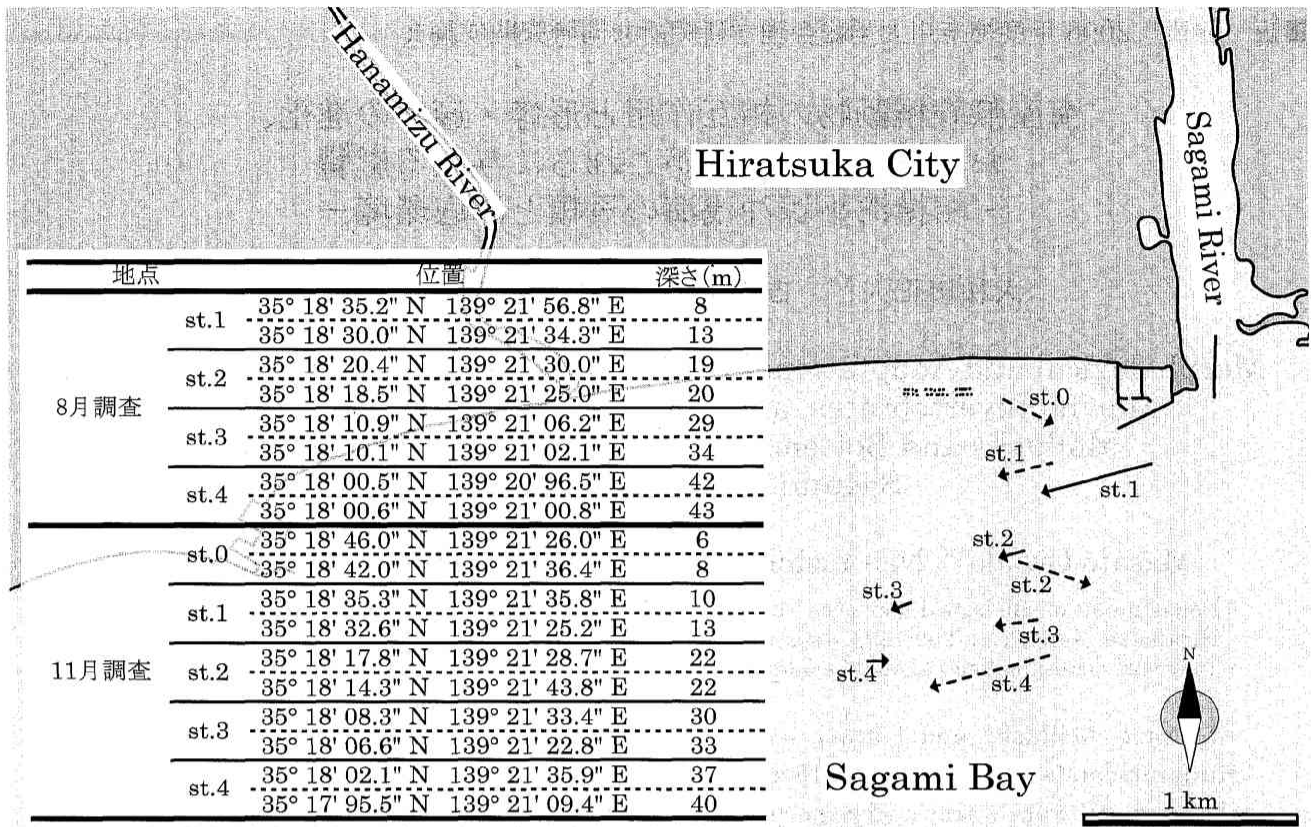 Hanamizu River
Hiratsuka City
Sagami River
地点 位置 深さ(m)
8月調査
st.1 35° 18' 35.2" N 139° 21' 56.8" E 8
35° 18' 30.0" N 139° 21' 34.3" E 13
st.2 35° 18' 20.4" N 139° 21' 30.0" E 19
35° 18' 18.5" N 139° 21' 25.0" E 20
st.3 35° 18' 10.9" N 139° 21' 06.2" E 29
35° 18' 10.1" N 139° 21' 02.1" E 34
st.4 35° 18' 00.5" N 139° 20' 96.5" E 42
35° 18' 00.6" N 139° 21' 00.8" E 43
11月調査
st.0 35° 18' 46.0" N 139° 21' 26.0" E 6
35° 18' 42.0" N 139° 21' 36.4" E 8
st.1 35° 18' 35.3" N 139° 21' 35.8" E 10
35° 18' 32.6" N 139° 21' 25.2" E 13
st.2 35° 18' 17.8" N 139° 21' 28.7" E 22
35° 18' 14.3" N 139° 21' 43.8" E 22
st.3 35° 18' 08.3" N 139° 21' 33.4" E 30
35° 18' 06.6" N 139° 21' 22.8" E 33
st.4 35° 18' 02.1" N 139° 21' 35.9" E 37
35° 17' 95.5" N 139° 21' 09.4" E 40
st.0
st.1
st.1
st.2
st.2
st.3
st.3
st.4
st.4
N
Sagami Bay
1 km